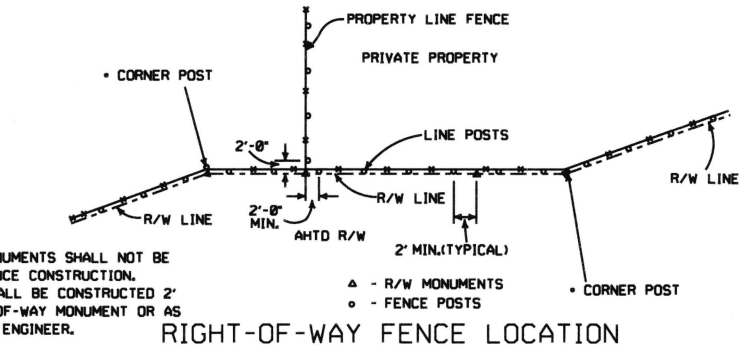 PROPERTY LINE FENCE
PRIVATE PROPERTY
• CORNER POST
2'-0"
LINE POSTS
R/W LINE
R/W LINE
R/W LINE
2'-0"
MIN.
AHTD R/W
2' MIN.(TYPICAL)
NUMENTS SHALL NOT BE
NCE CONSTRUCTION.
ALL BE CONSTRUCTED 2'
OF-WAY MONUMENT OR AS
ENGINEER.
△ - R/W MONUMENTS
○ - FENCE POSTS
• CORNER POST
RIGHT-OF-WAY FENCE LOCATION